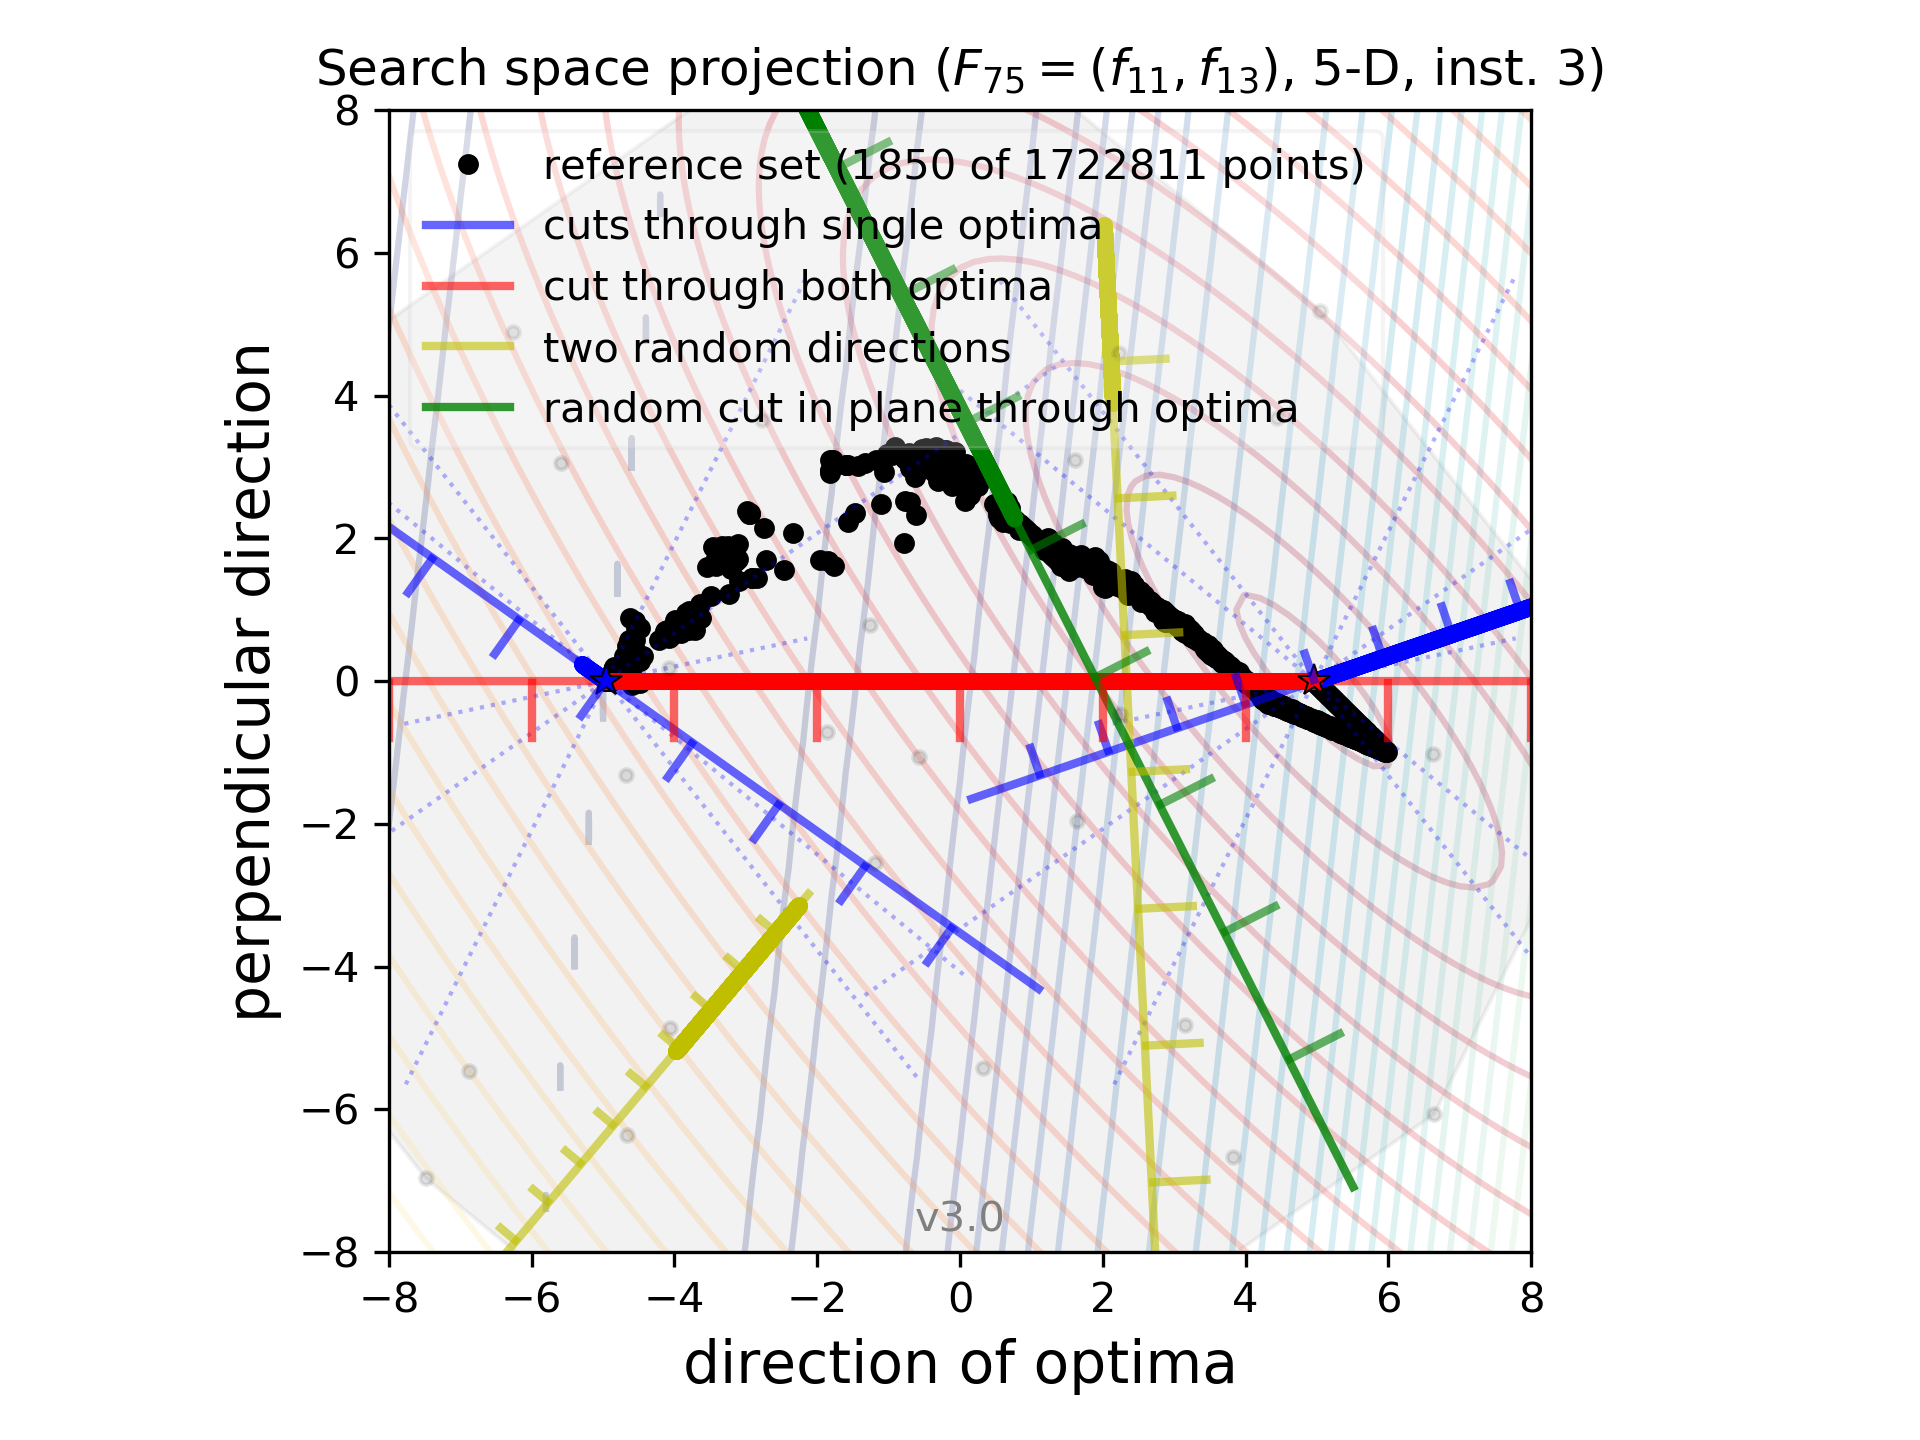 Search space projection (F₇₅ = (f₁₁, f₁₃), 5-D, inst. 3)
reference set (1850 of 1722811 points)
cuts through single optima
cut through both optima
two random directions
random cut in plane through optima
perpendicular direction
8
6
4
2
0
−2
−4
−6
−8
v3.0
−8 −6 −4 −2 0 2 4 6 8
direction of optima